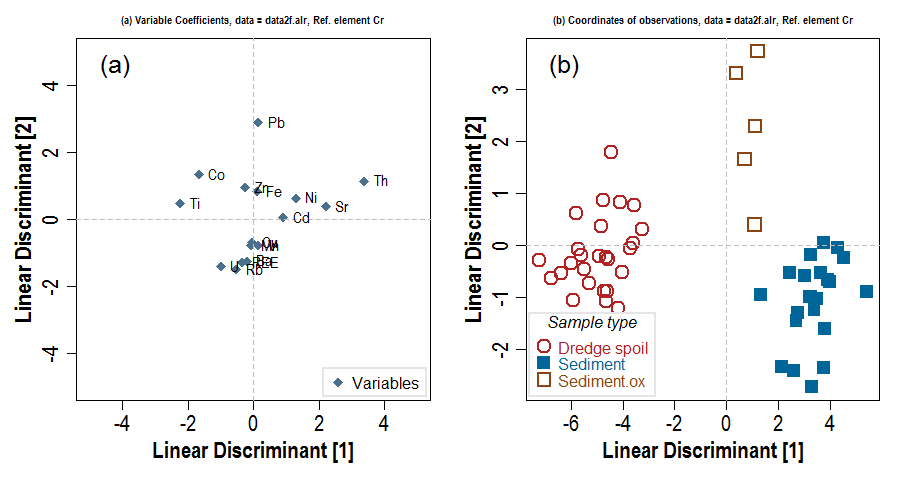 (a) Variable Coefficients, data = data2f.alr, Ref. element Cr
(a)
Linear Discriminant [2]
4
2
0
-2
-4
Pb
Co
Zr
Fe
Th
Ti
Ni
Sr
Cd
U
Rb
REE
Variables
-4
-2
0
2
4
Linear Discriminant [1]
(b) Coordinates of observations, data = data2f.alr, Ref. element Cr
(b)
Linear Discriminant [2]
3
2
1
0
-1
-2
Sample type
Dredge spoil
Sediment
Sediment.ox
-6
-4
-2
0
2
4
Linear Discriminant [1]